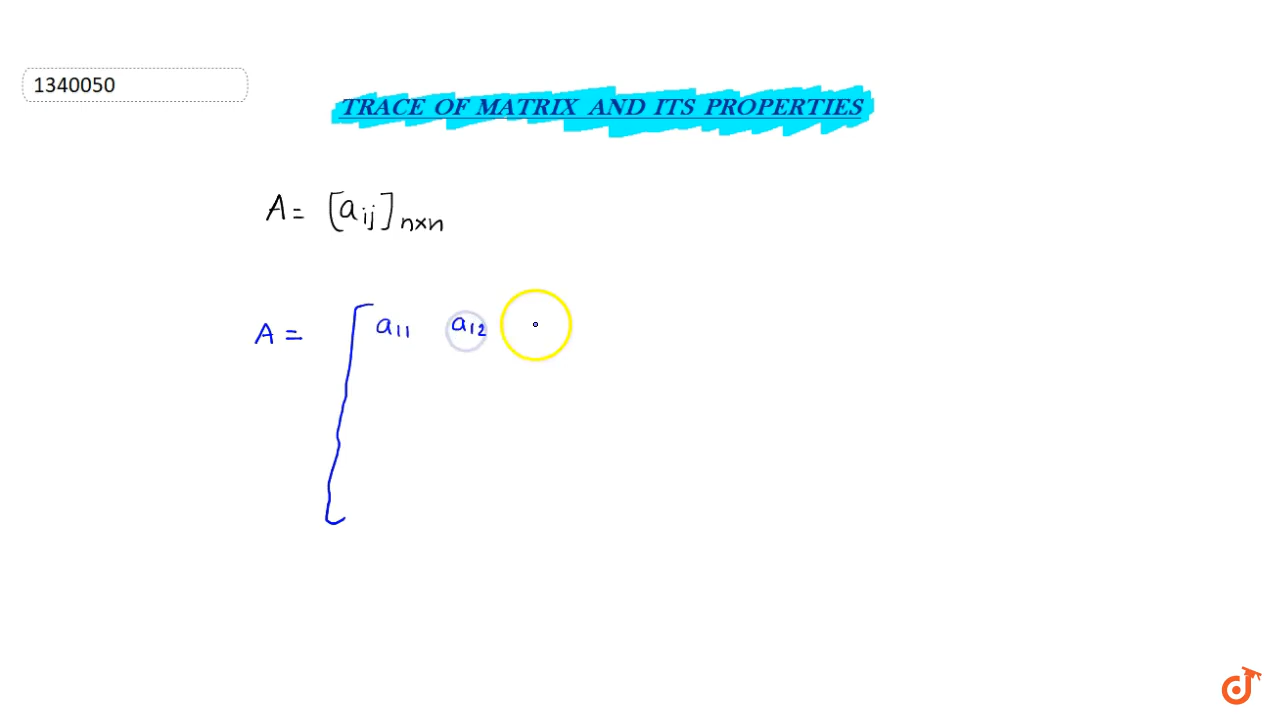 1340050
TRACE OF MATRIX AND ITS PROPERTIES
A = [aij]n×n
A = [ a11 a12